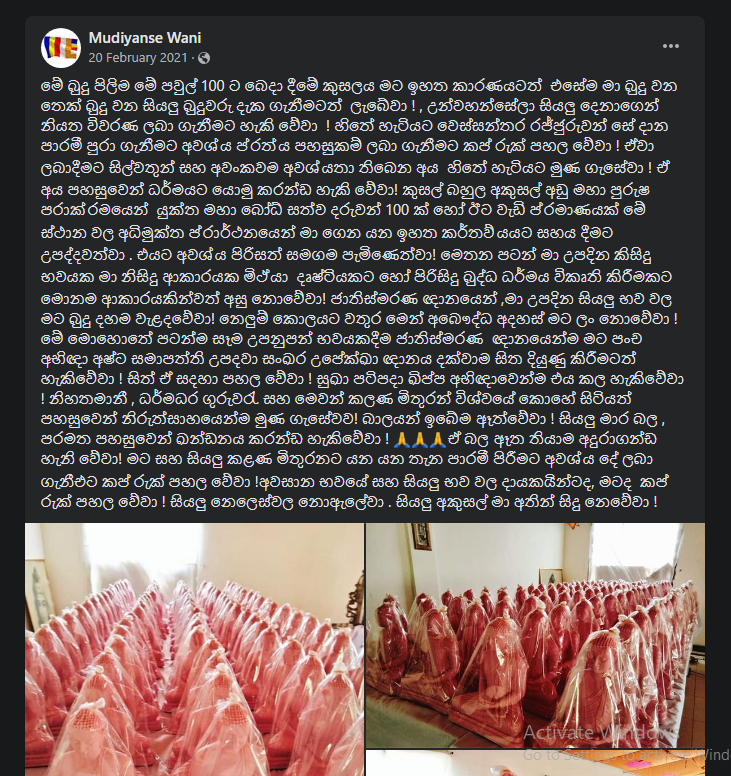 Mudiyanse Wani
20 February 2021 ·
මේ බුදු පිලිම මේ පවුල් 100 ට බෙදා දීමේ කුසලය මට ඉහත කාරණයටත් එසේම මා බුදු වන
තෙක් බුදු වන සියලු බුදුවරු දැක ගැනීමටත් ලැබේවා ! , උන්වහන්සේලා සියලු දෙනාගෙන්
නියත විවරණ ලබා ගැනීමට හැකි වේවා ! හිතේ හැටියට වෙස්සන්තර රජ්ජුරුවන් සේ දාන
පාරමී පුරා ගැනීමට අවශ්‍ය ප්රත්ය පහසුකම් ලබා ගැනීමට කප් රුක් පහල වේවා ! ඒවා
ලබාදීමට සිල්වතුන් සහ අවංකවම අවශ්‍යතා තිබෙන අය හිතේ හැටියට මුණ ගැසේවා ! ඒ
අය පහසුවෙන් ධර්මයට යොමු කරන්ඩ හැකි වේවා! කුසල් බහුල අකුසල් අඩු මහා පුරුෂ
පරාක්රමයෙන් යුක්ත මහා බෝධි සත්ව දරුවන් 100 ක් හෝ ඊට වැඩි ප්රමාණයක් මේ
ස්ථාන වල අධිමුක්ත ප්රාර්ථනයෙන් මා ගෙන යන ඉහත කර්තව්‍යයට සහය දීමට
උපද්දවත්වා . එයට අවශ්‍ය පිරිසත් සමගම පැමිණෙත්වා! මෙතන පටන් මා උපදින කිසිදු
භවයක මා කිසිදු ආකාරයක මිථ්‍යා දෘෂ්ටියකට හෝ පිරිසිදු බුද්ධ ධර්මය විකෘති කිරීමකට
මොනම ආකාරයකින්වත් අසු නොවේවා! ජාතිස්මරණ ඥානයෙන් ,මා උපදින සියලු භව වල
මට බුදු දහම වැළදවේවා! නෙලුම් කොලයට වතුර මෙන් අබෞද්ධ අදහස් මට ලං නොවේවා !
මේ මොහොතේ පටන්ම සෑම උපනූපන් භවයකදීම ජාතිස්මරණ ඥානයෙන්ම මට පංච
අභිඥා අෂ්ට සමාපත්ති උපදවා සංඛාර උපේක්ඛා ඥානය දක්වාම සිත දියුණු කිරීමටත්
හැකිවේවා ! සිත් ඒ සඳහා පහල වේවා ! සුඛා පටිපදා ඛිප්ප අභිඥාවෙන්ම එය කල හැකිවේවා
! නිහතමානී , ධර්මධර ගුරුවරු සහ මෙවන් කලණ මිතුරන් විශ්වයේ කොහේ සිටියත්
පහසුවෙන් නිරුත්සාහයෙන්ම මුණ ගැසේවව! බාලයන් ඉබේම ඈත්වේවා ! සියලු මාර බල ,
පරමත පහසුවෙන් ඛන්ඩනය කරන්ඩ හැකිවේවා ! 🙏🙏🙏ඒ බල ඇන තියාම අදුරාගන්ඩ
හැකි වේවා! මට සහ සියලු කළණ මිතුරනට යන යන තැන පාරමී පිරීමට අවශ්‍ය දේ ලබා
ගැනීඑට කප් රුක් පහල වේවා !අවසාන භවයේ සහ සියලු භව වල දායකයින්ටද, මටද කප්
රුක් පහල වේවා ! සියලු කෙලෙස්වල නොඇලේවා . සියලු අකුසල් මා අතින් සිදු නෙවේවා !
Activate Windows
Go to Settings to activate Wind